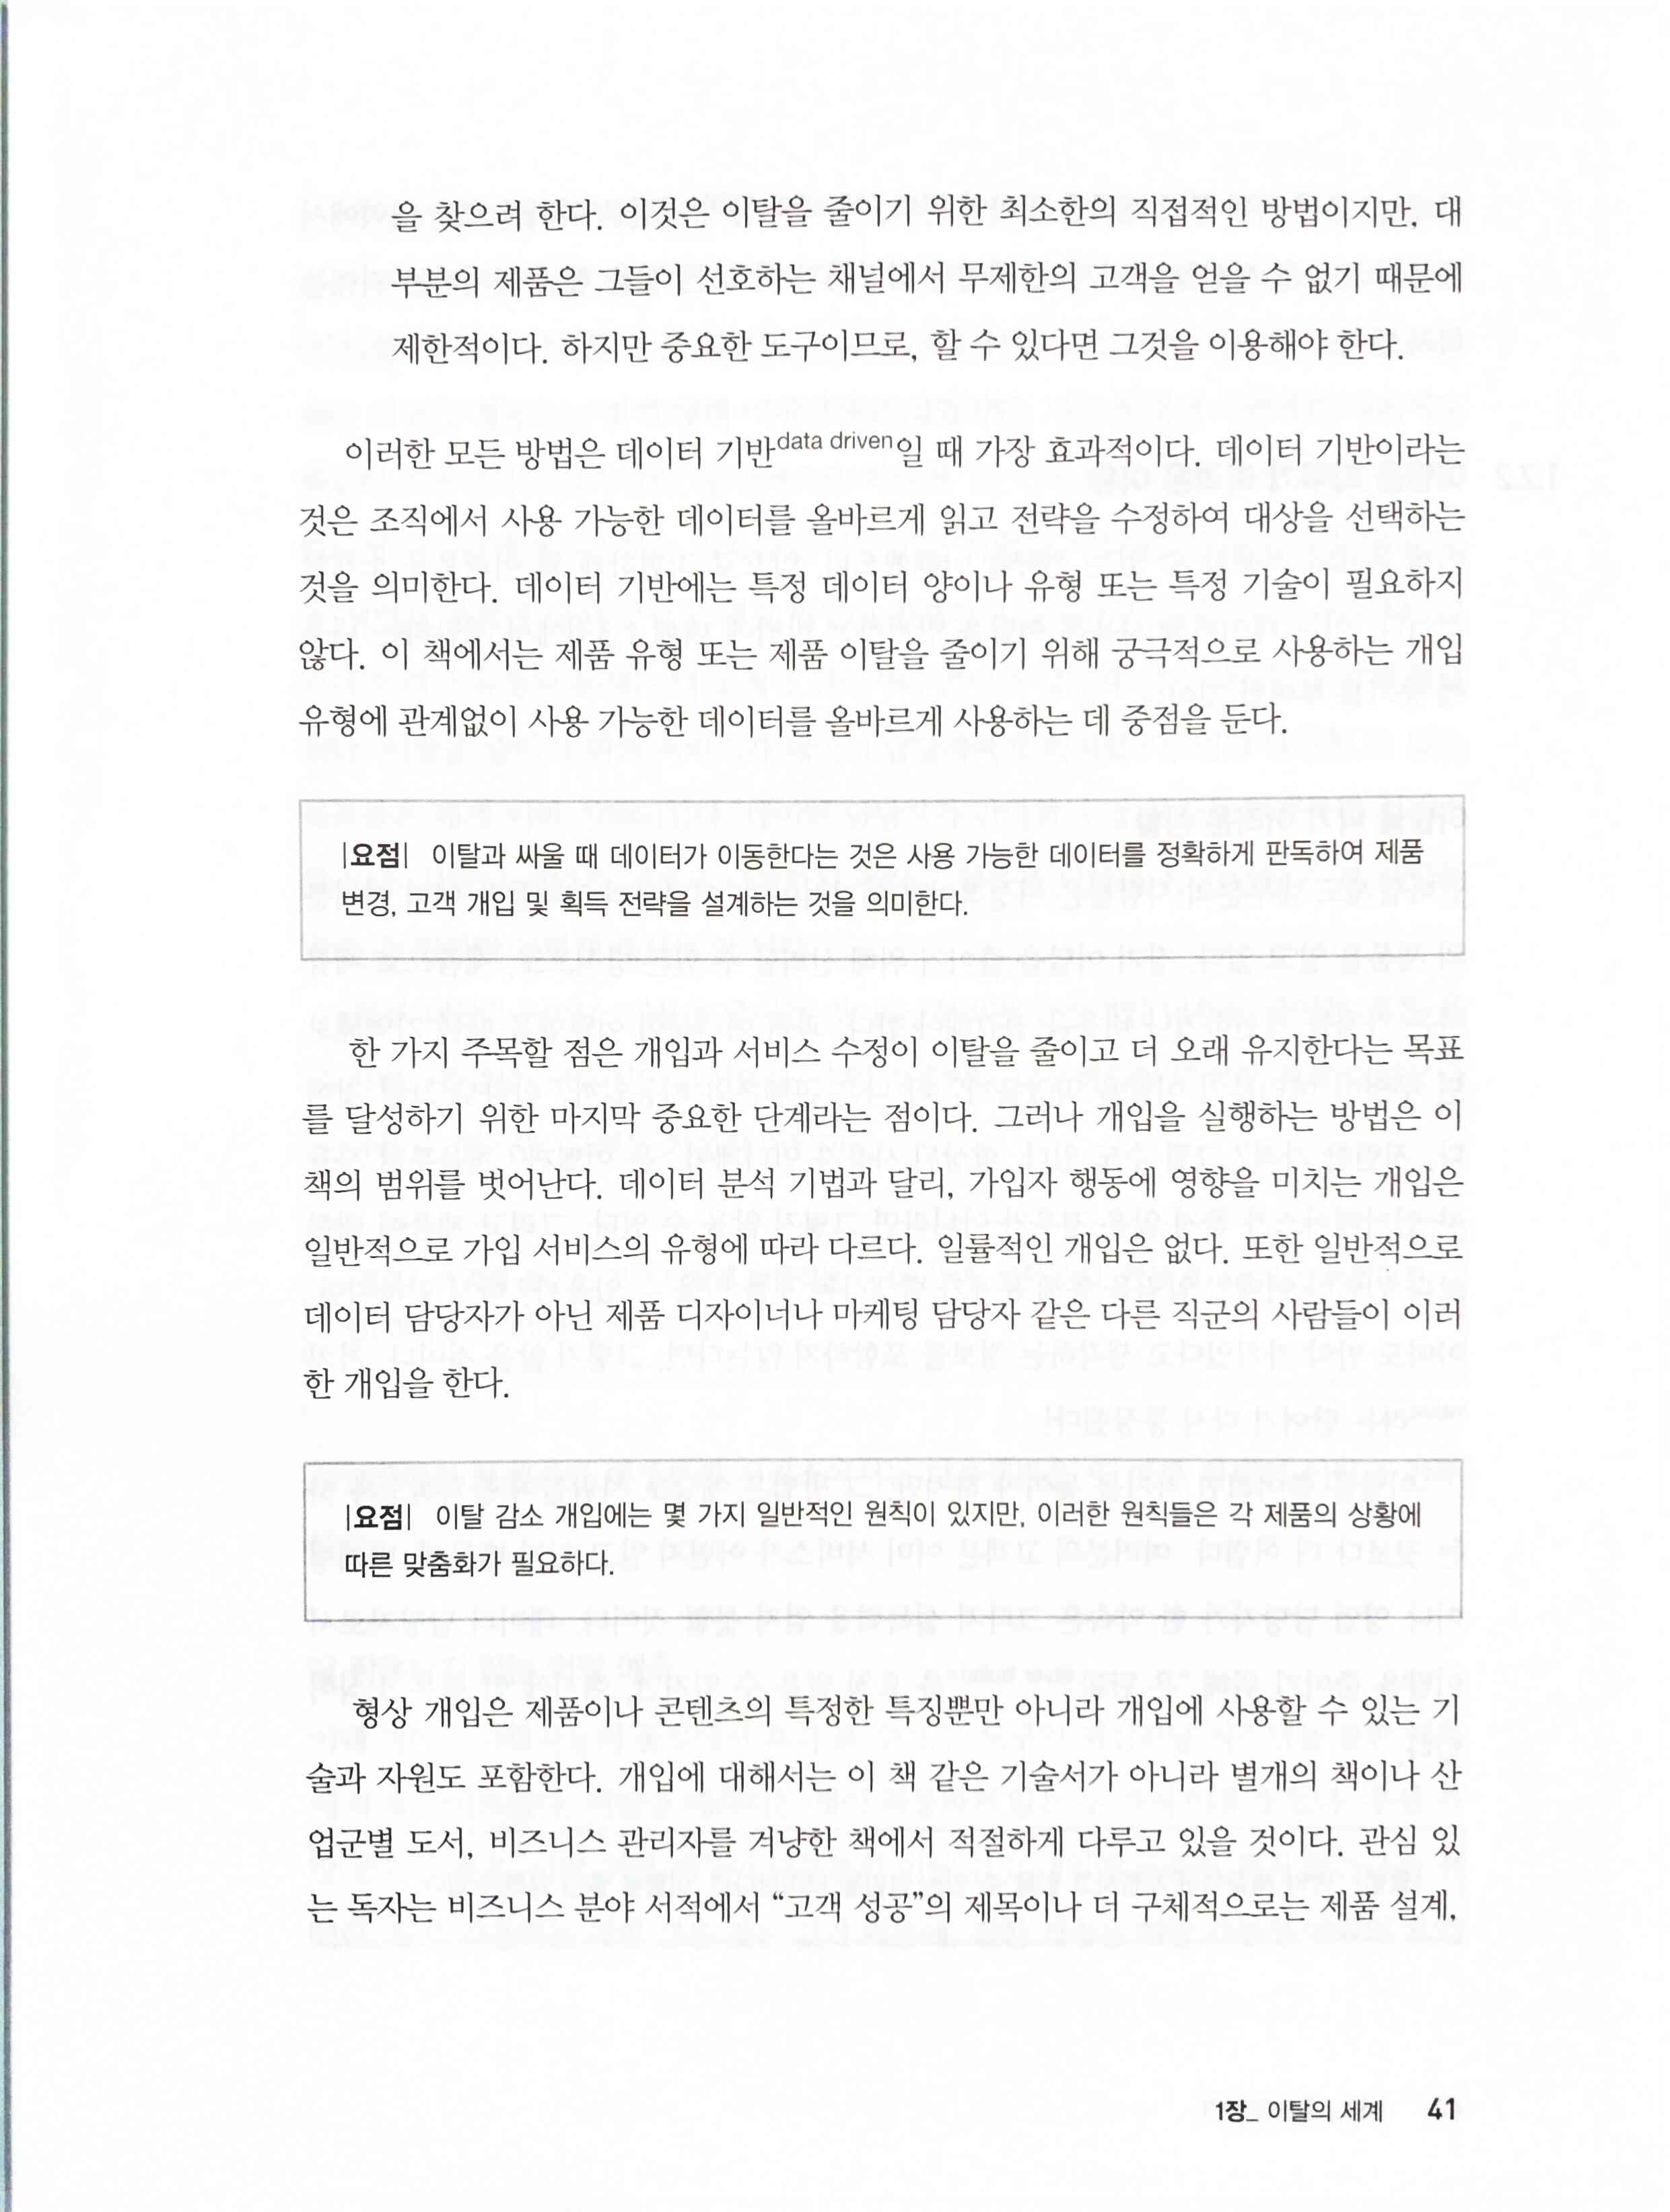 을 찾으려 한다. 이것은 이탈을 줄이기 위한 최소한의 직접적인 방법이지만, 대
부분의 제품은 그들이 선호하는 채널에서 무제한의 고객을 얻을 수 없기 때문에
제한적이다. 하지만 중요한 도구이므로, 할 수 있다면 그것을 이용해야 한다.
이러한 모든 방법은 데이터 기반data driven일 때 가장 효과적이다. 데이터 기반이라는
것은 조직에서 사용 가능한 데이터를 올바르게 읽고 전략을 수정하여 대상을 선택하는
것을 의미한다. 데이터 기반에는 특정 데이터 양이나 유형 또는 특정 기술이 필요하지
않다. 이 책에서는 제품 유형 또는 제품 이탈을 줄이기 위해 궁극적으로 사용하는 개입
유형에 관계없이 사용 가능한 데이터를 올바르게 사용하는 데 중점을 둔다.
|요점| 이탈과 싸울 때 데이터가 이동한다는 것은 사용 가능한 데이터를 정확하게 판독하여 제품
변경, 고객 개입 및 획득 전략을 설계하는 것을 의미한다.
한 가지 주목할 점은 개입과 서비스 수정이 이탈을 줄이고 더 오래 유지한다는 목표
를 달성하기 위한 마지막 중요한 단계라는 점이다. 그러나 개입을 실행하는 방법은 이
책의 범위를 벗어난다. 데이터 분석 기법과 달리, 가입자 행동에 영향을 미치는 개입은
일반적으로 가입 서비스의 유형에 따라 다르다. 일률적인 개입은 없다. 또한 일반적으로
데이터 담당자가 아닌 제품 디자이너나 마케팅 담당자 같은 다른 직군의 사람들이 이러
한 개입을 한다.
|요점| 이탈 감소 개입에는 몇 가지 일반적인 원칙이 있지만, 이러한 원칙들은 각 제품의 상황에
따른 맞춤화가 필요하다.
형상 개입은 제품이나 콘텐츠의 특정한 특징뿐만 아니라 개입에 사용할 수 있는 기
술과 자원도 포함한다. 개입에 대해서는 이 책 같은 기술서가 아니라 별개의 책이나 산
업군별 도서, 비즈니스 관리자를 겨냥한 책에서 적절하게 다루고 있을 것이다. 관심 있
는 독자는 비즈니스 분야 서적에서 “고객 성공”의 제목이나 더 구체적으로는 제품 설계,
1장_ 이탈의 세계 41